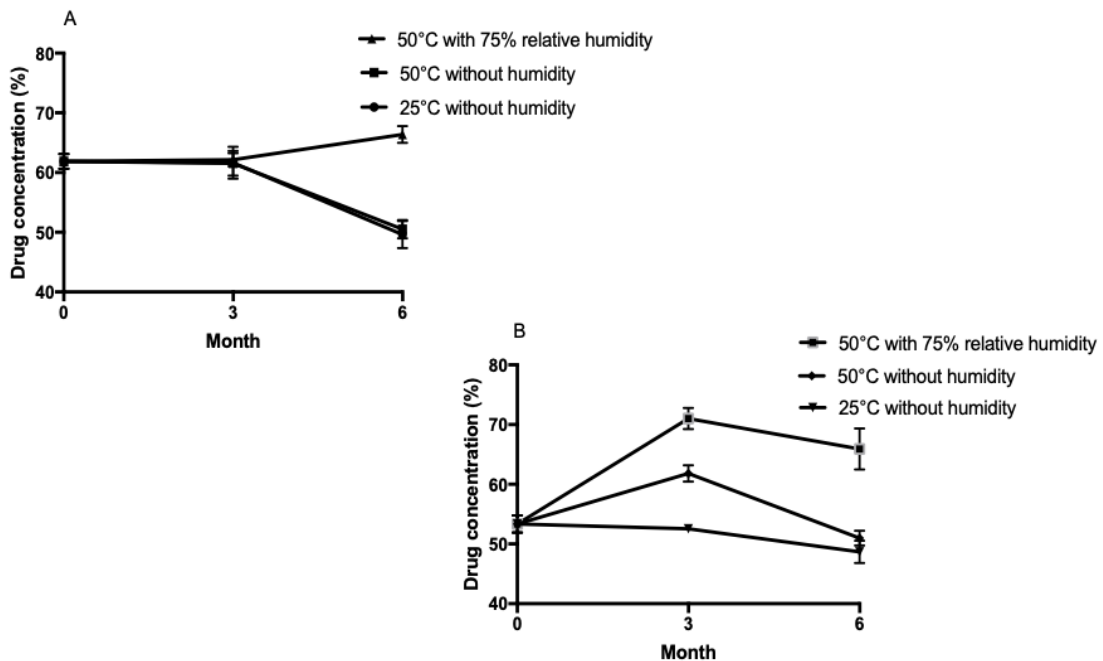 A
50°C with 75% relative humidity
50°C without humidity
25°C without humidity
Drug concentration (%)
80
70
60
50
40
0
3
6
Month
B
50°C with 75% relative humidity
50°C without humidity
25°C without humidity
Drug concentration (%)
80
70
60
50
40
0
3
6
Month